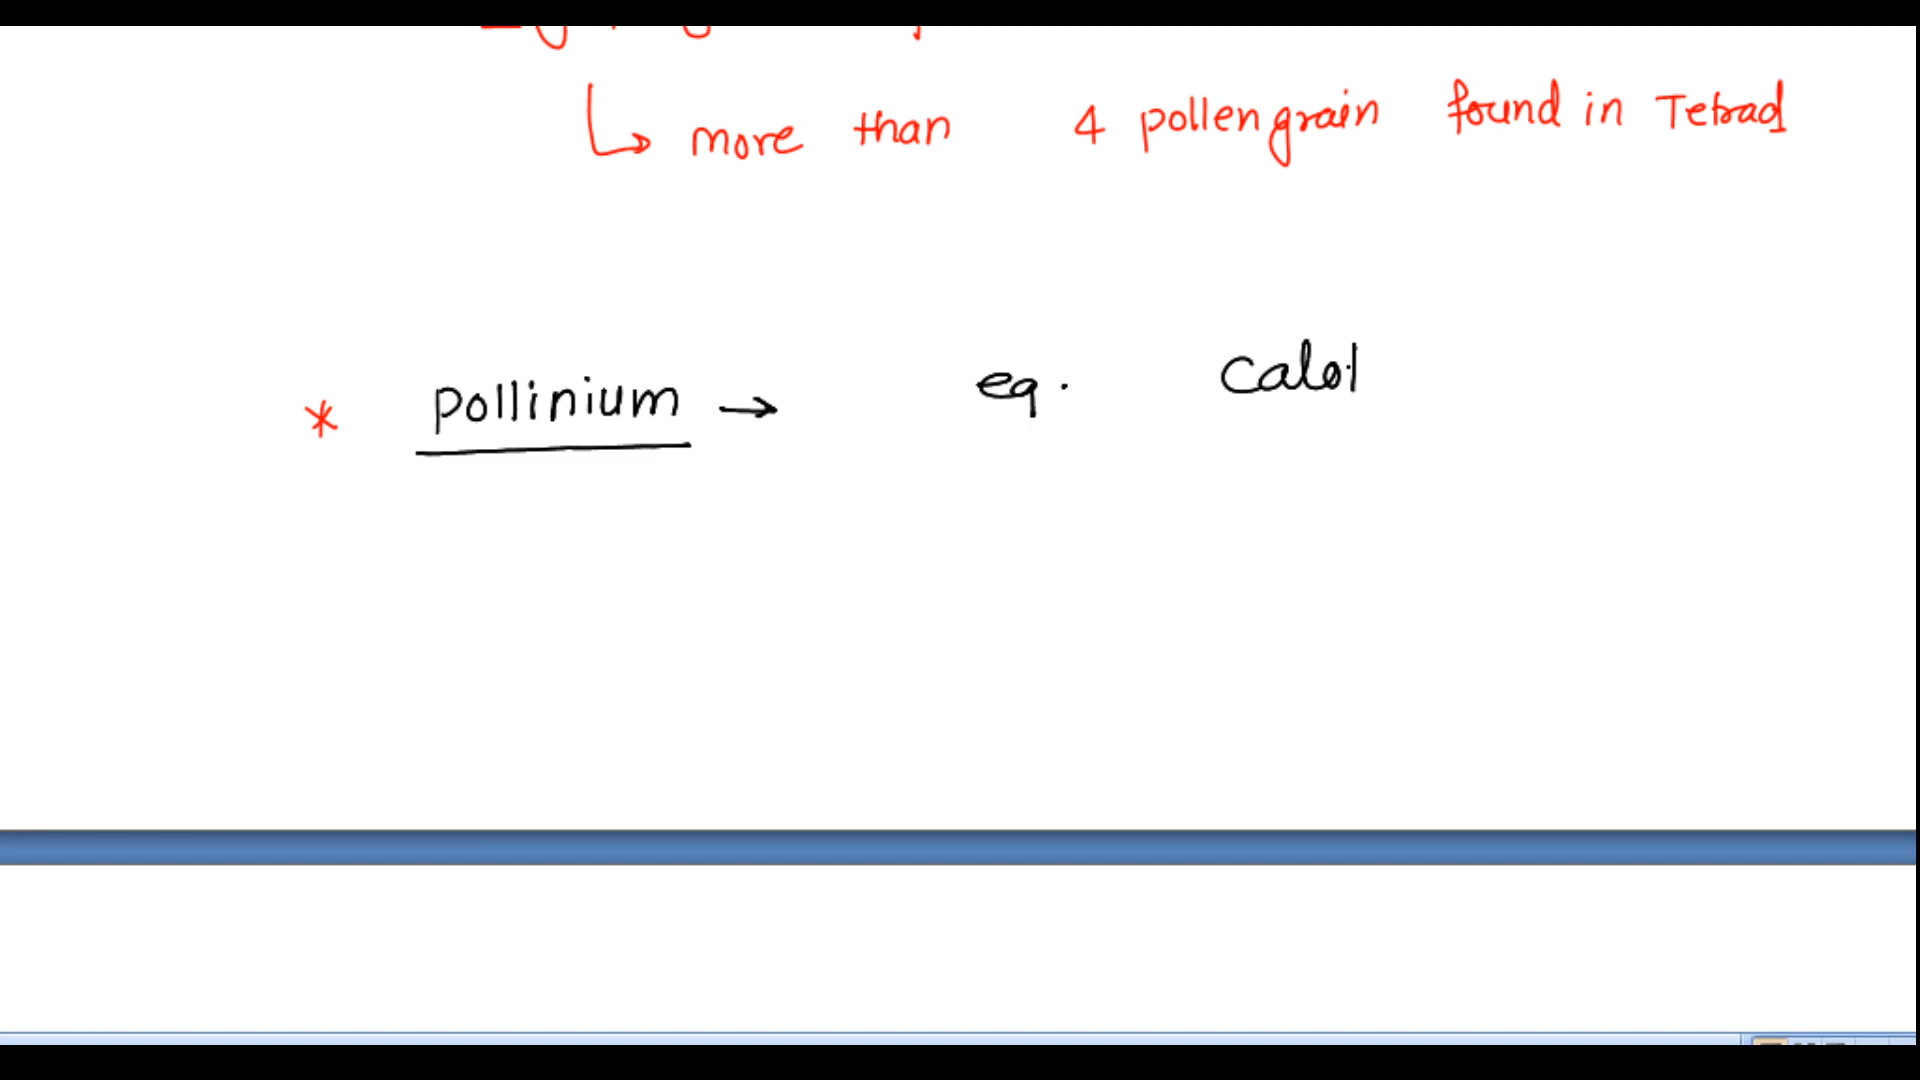 ↳ more than 4 pollengrain found in Tetrad
* pollinium → eg. Calot